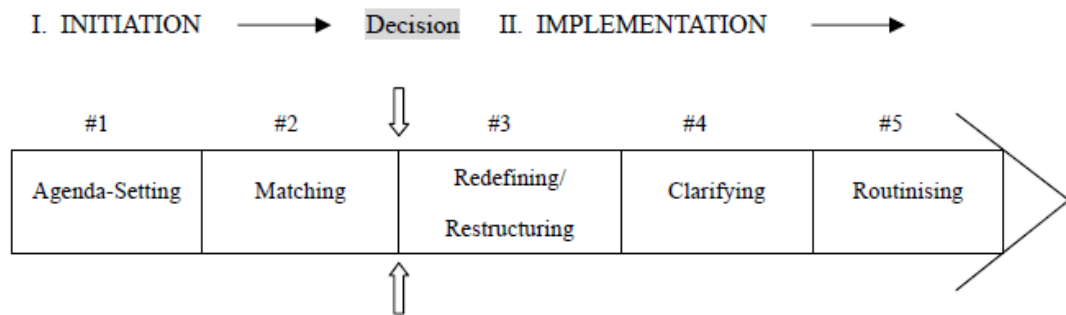 I. INITIATION Decision II. IMPLEMENTATION
#1 #2 #3 #4 #5
Agenda-Setting Matching Redefining/ Clarifying Routinising
Restructuring